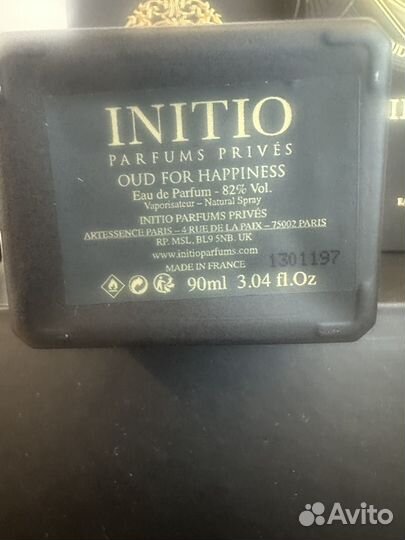 INITIO
PARFUMS PRIVÉS
OUD FOR HAPPINESS
Eau de Parfum - 82% Vol.
Vaporisateur – Natural Spray
INITIO PARFUMS PRIVÉS
ARTESSENCE PARIS – 4 RUE DE LA PAIX – 75002 PARIS
RP. MSL, BL9 5NB. UK
www.initioparfums.com
MADE IN FRANCE
1301197
90ml 3.04 fl.Oz
Avito